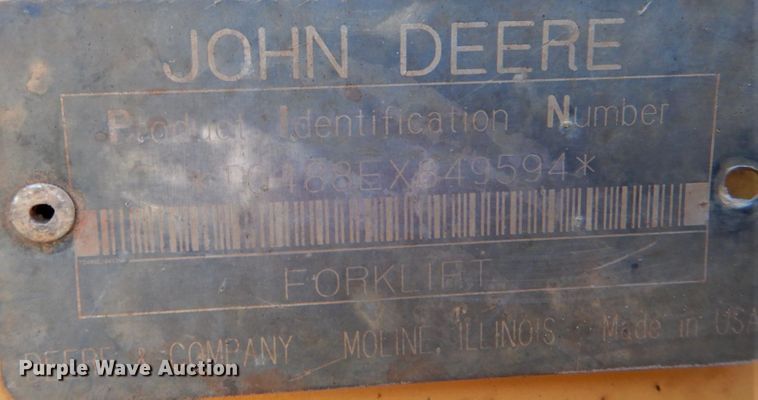 JOHN DEERE
Product Identification Number
*T0488EX849594*
FORKLIFT
DEERE & COMPANY MOLINE, ILLINOIS Made in USA
Purple Wave Auction